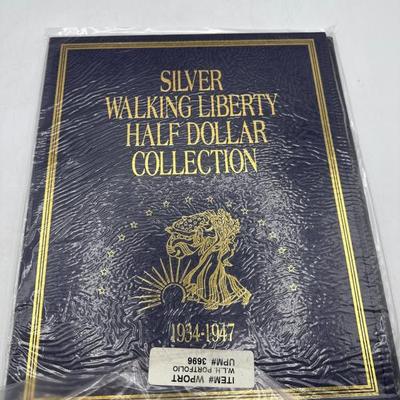 SILVER
WALKING LIBERTY
HALF DOLLAR
COLLECTION
1934-1947
ITEM# WPORT
W.L.H. PORTFOLIO
UPM# 3696